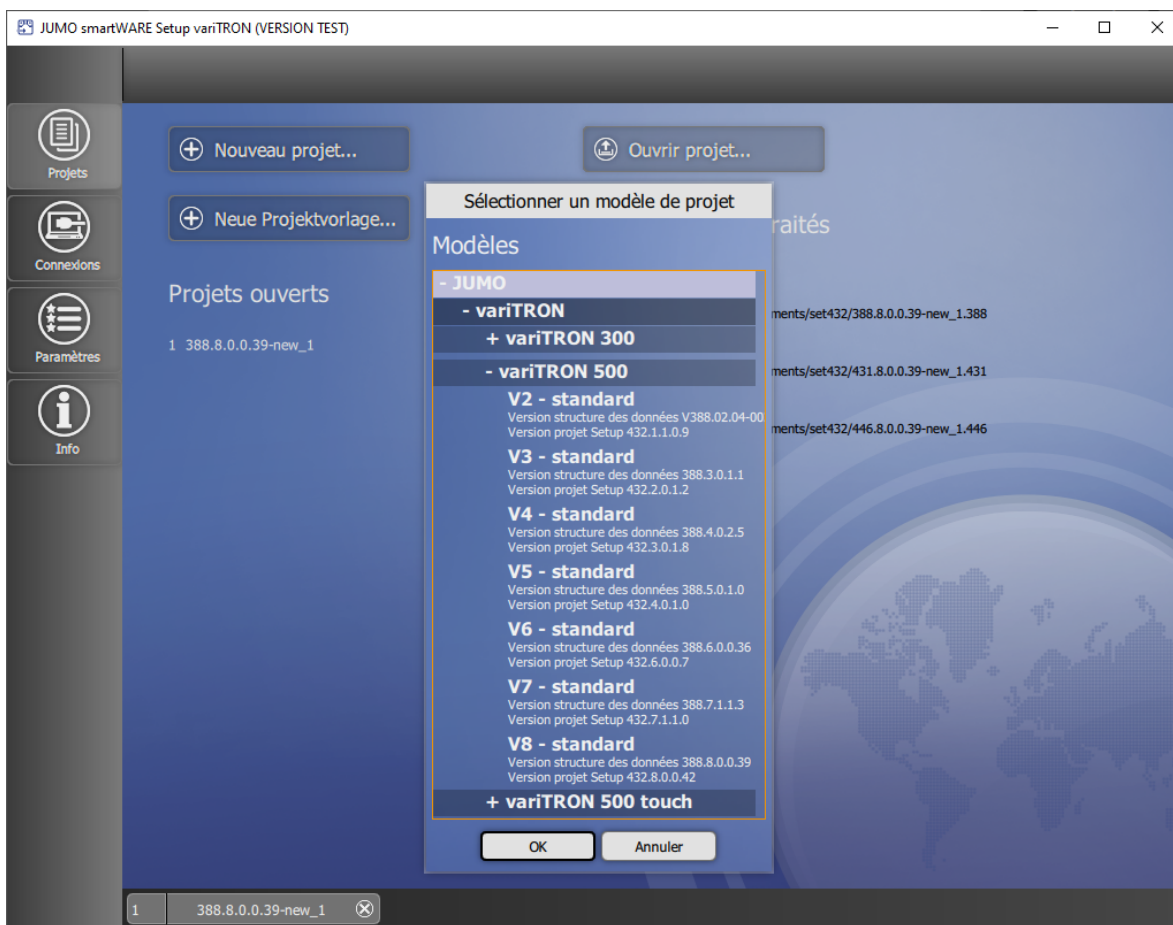 JUMO smartWARE Setup variTRON (VERSION TEST)
Projets
Connexions
Paramètres
Info
Nouveau projet...
Ouvrir projet...
Neue Projektvorlage...
Projets ouverts
1 388.8.0.0.39-new_1
raités
ments/set432/388.8.0.0.39-new_1.388
ments/set432/431.8.0.0.39-new_1.431
ments/set432/446.8.0.0.39-new_1.446
Sélectionner un modèle de projet
Modèles
- JUMO
- variTRON
+ variTRON 300
- variTRON 500
V2 - standard
Version structure des données V388.02.04-00
Version projet Setup 432.1.1.0.9
V3 - standard
Version structure des données 388.3.0.1.1
Version projet Setup 432.2.0.1.2
V4 - standard
Version structure des données 388.4.0.2.5
Version projet Setup 432.3.0.1.8
V5 - standard
Version structure des données 388.5.0.1.0
Version projet Setup 432.4.0.1.0
V6 - standard
Version structure des données 388.6.0.0.36
Version projet Setup 432.6.0.0.7
V7 - standard
Version structure des données 388.7.1.1.3
Version projet Setup 432.7.1.1.0
V8 - standard
Version structure des données 388.8.0.0.39
Version projet Setup 432.8.0.0.42
+ variTRON 500 touch
OK
Annuler
1 388.8.0.0.39-new_1